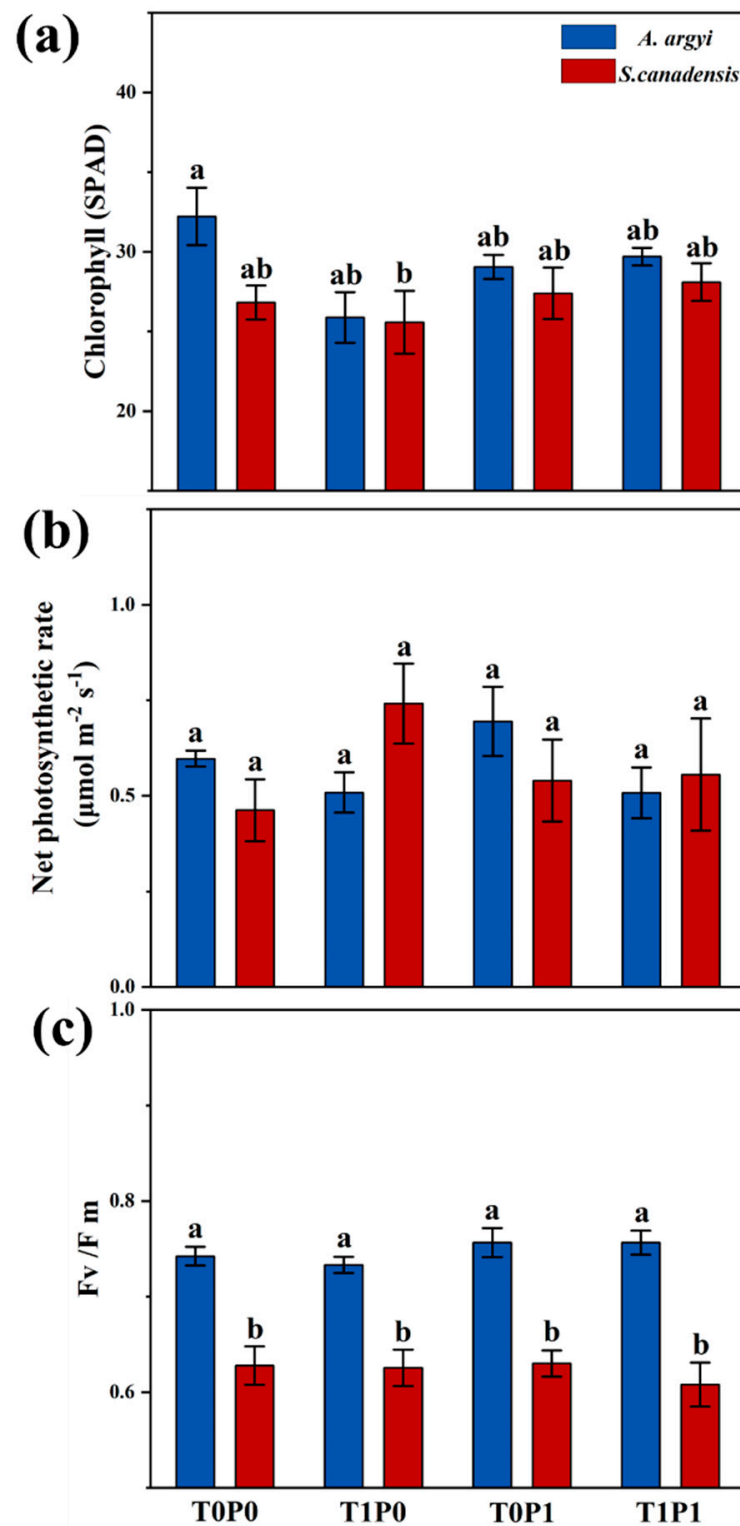 (a)
A. argyi
S.canadensis
Chlorophyll (SPAD)
40
30
20
a
ab
ab
b
ab
ab
ab
ab
(b)
Net photosynthetic rate
(μmol m⁻² s⁻¹)
1.0
0.5
0.0
a
a
a
a
a
a
a
a
(c)
Fv /F m
1.0
0.8
0.6
a
b
a
b
a
b
a
b
T0P0
T1P0
T0P1
T1P1